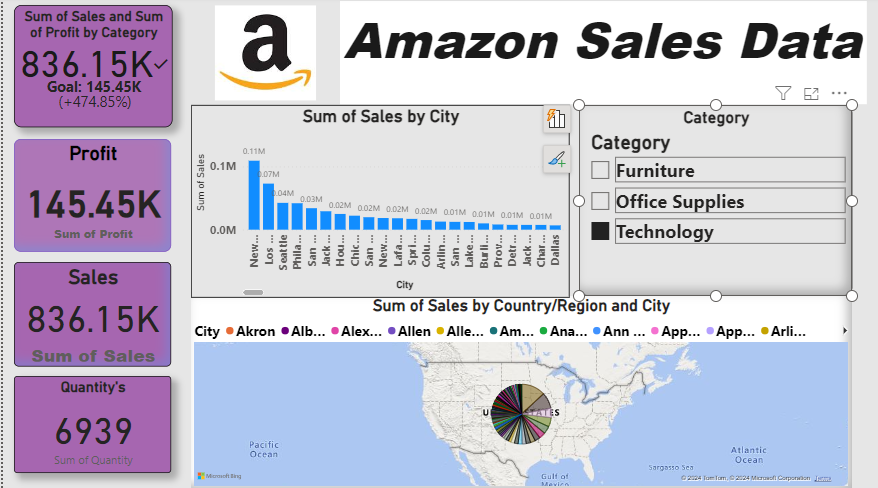 Sum of Sales and Sum
of Profit by Category
836.15K
Goal: 145.45K
(+474.85%)
Profit
145.45K
Sum of Profit
Sales
836.15K
Sum of Sales
Quantity's
6939
Sum of Quantity
a
Amazon Sales Data
Sum of Sales by City
Sum of Sales
0.1M
0.0M
0.11M
0.07M
0.04M
0.03M
0.02M
0.02M
0.02M
0.02M
0.01M
0.01M
0.01M
0.01M
New...
Los ...
Seattle
Phila...
San ...
Jack ...
Hou...
Chic...
San ...
New...
Lafa...
Spri...
Colu...
Arlin...
San ...
Lake...
Burli...
Prov...
Detr...
Jack ...
Char...
Dallas
City
Category
Category
Furniture
Office Supplies
Technology
Sum of Sales by Country/Region and City
City Akron Alb... Alex... Allen Alle... Am... Ana... Ann ... App... App... Arli...
Pacific
Ocean
Atlantic
Ocean
Sargasso Sea
Gulf of
Mexico
Microsoft Bing
© 2024 TomTom, © 2024 Microsoft Corporation Terms